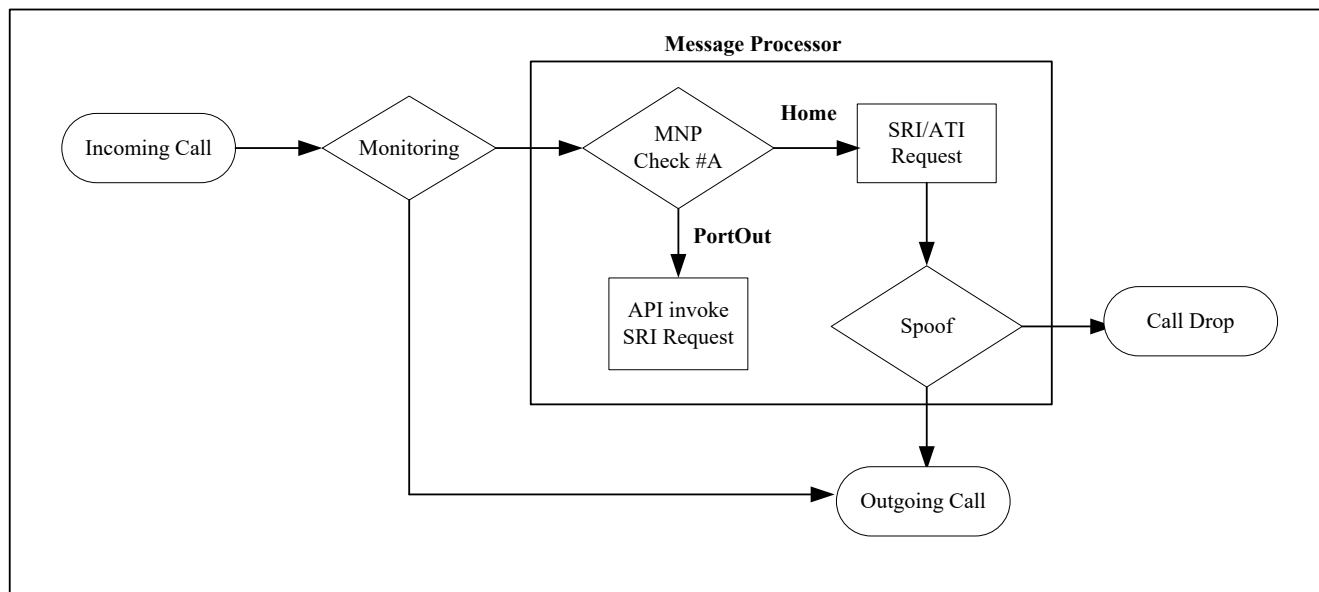 Message Processor
Incoming Call
Monitoring
MNP
Check #A
Home
SRI/ATI
Request
PortOut
API invoke
SRI Request
Spoof
Call Drop
Outgoing Call